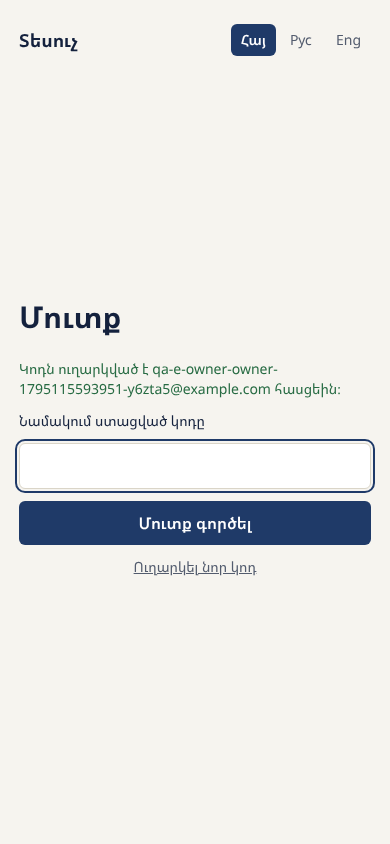 Տեսուչ
Հայ Рус Eng
Մուտք
Կոդն ուղարկված է qa-e-owner-owner-
1795115593951-y6zta5@example.com հասցեին:
Նամակում ստացված կոդը
Մուտք գործել
Ուղարկել նոր կոդ